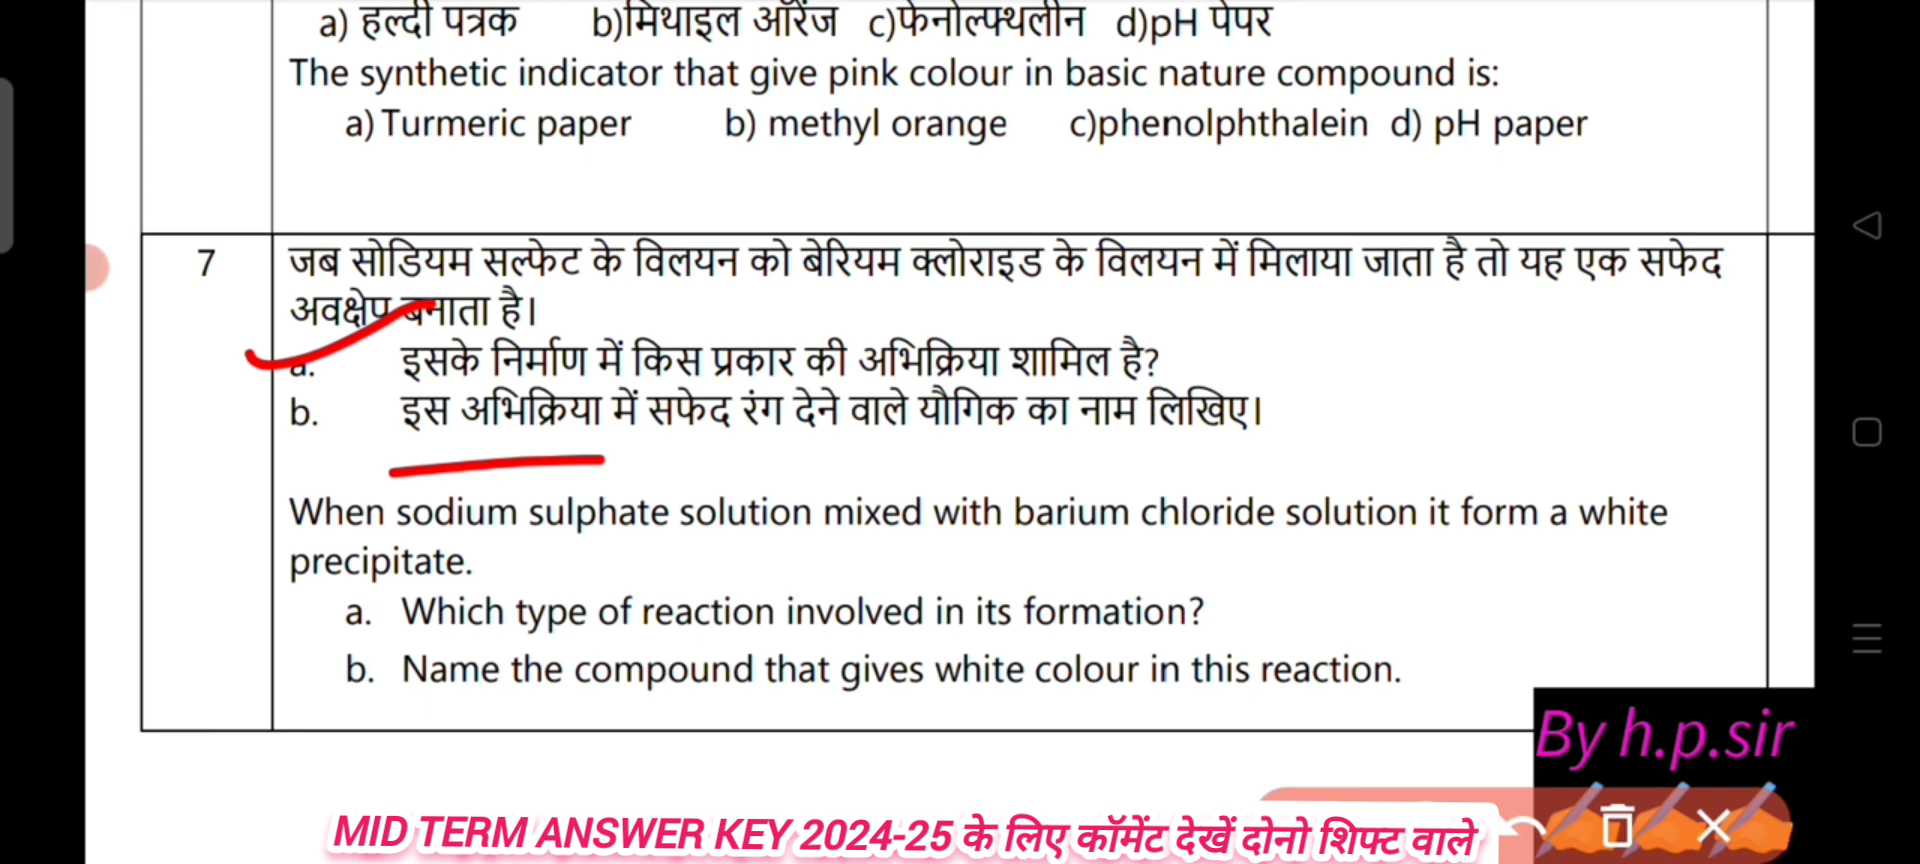 a) हल्दी पत्रक b)मिथाइल ऑरेंज c)फेनोल्फ्थलीन d)pH पेपर
The synthetic indicator that give pink colour in basic nature compound is:
a) Turmeric paper b) methyl orange c)phenolphthalein d) pH paper
7 जब सोडियम सल्फेट के विलयन को बेरियम क्लोराइड के विलयन में मिलाया जाता है तो यह एक सफेद
अवक्षेप बनाता है।
a. इसके निर्माण में किस प्रकार की अभिक्रिया शामिल है?
b. इस अभिक्रिया में सफेद रंग देने वाले यौगिक का नाम लिखिए।
When sodium sulphate solution mixed with barium chloride solution it form a white
precipitate.
a. Which type of reaction involved in its formation?
b. Name the compound that gives white colour in this reaction.
By h.p.sir
MID TERM ANSWER KEY 2024-25 के लिए कॉमेंट देखें दोनो शिफ्ट वाले